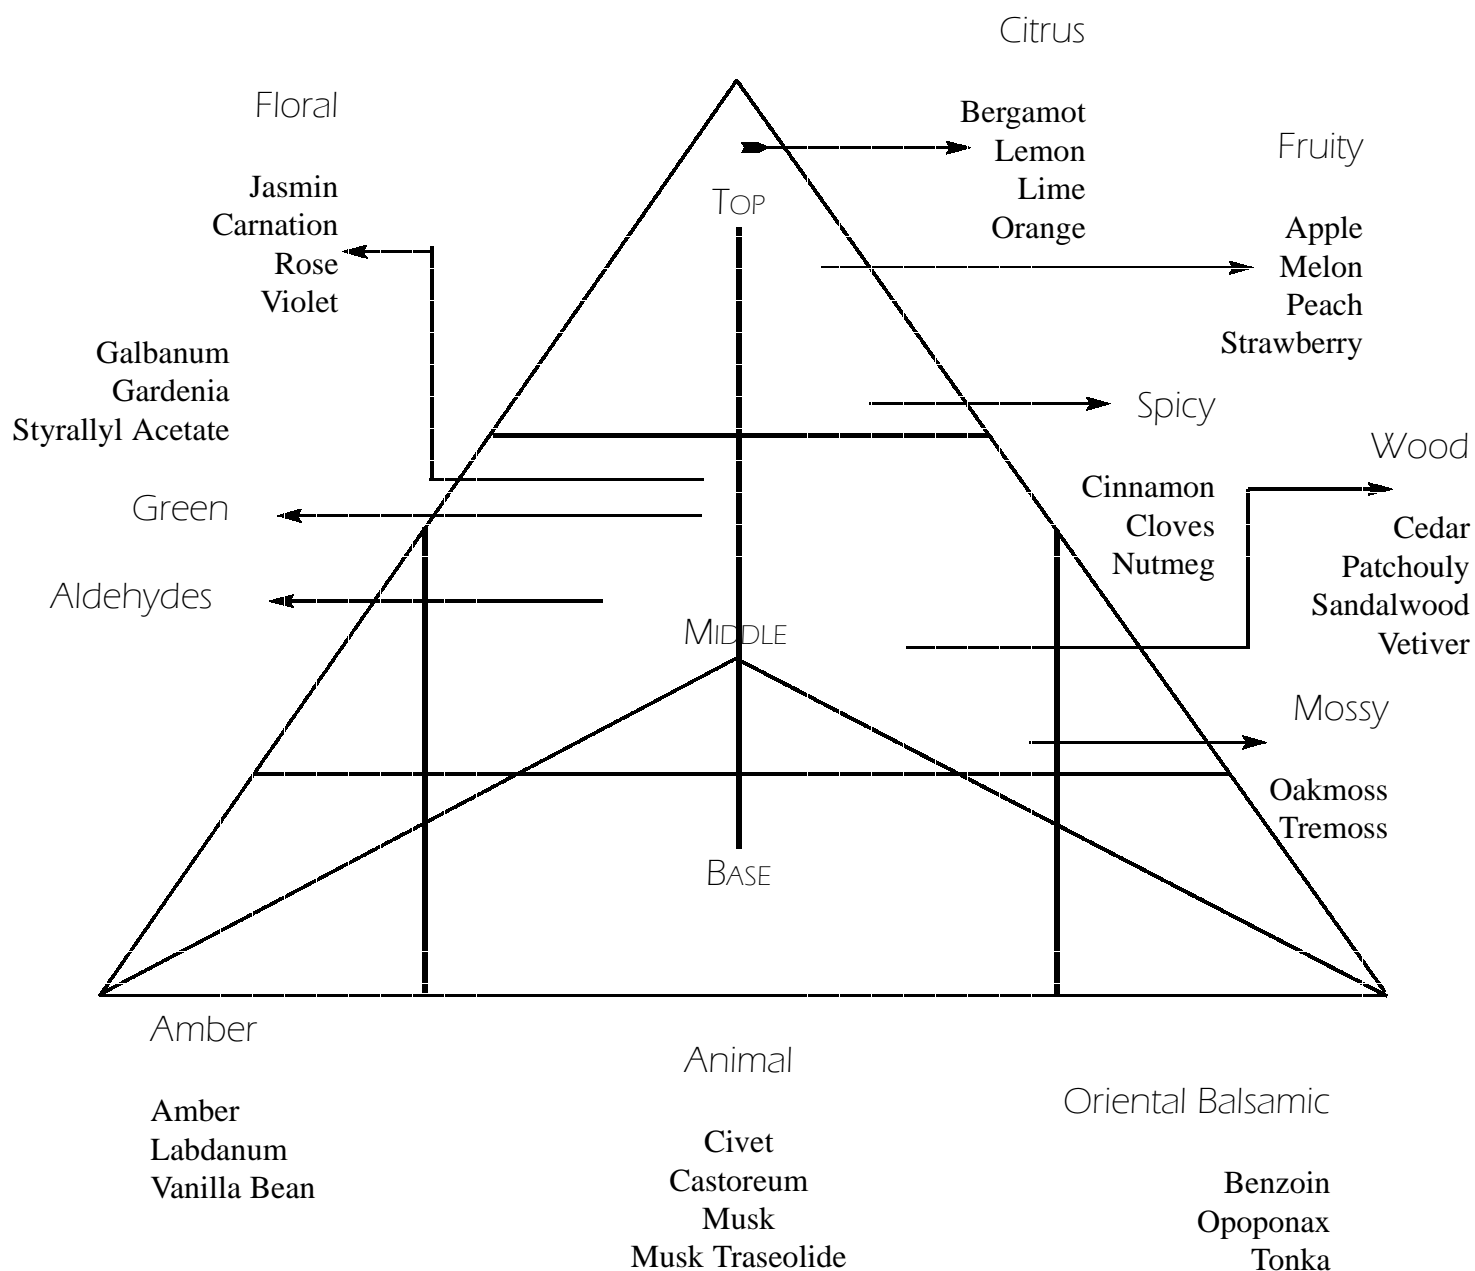 Citrus
Bergamot
Lemon
Lime
Orange
Floral
Jasmin
Carnation
Rose
Violet
Fruity
Apple
Melon
Peach
Strawberry
TOP
Galbanum
Gardenia
Styrallyl Acetate
Green
Spicy
Cinnamon
Cloves
Nutmeg
Wood
Cedar
Patchouly
Sandalwood
Vetiver
Aldehydes
MIDDLE
Mossy
Oakmoss
Tremoss
BASE
Amber
Amber
Labdanum
Vanilla Bean
Animal
Civet
Castoreum
Musk
Musk Traseolide
Oriental Balsamic
Benzoin
Opoponax
Tonka